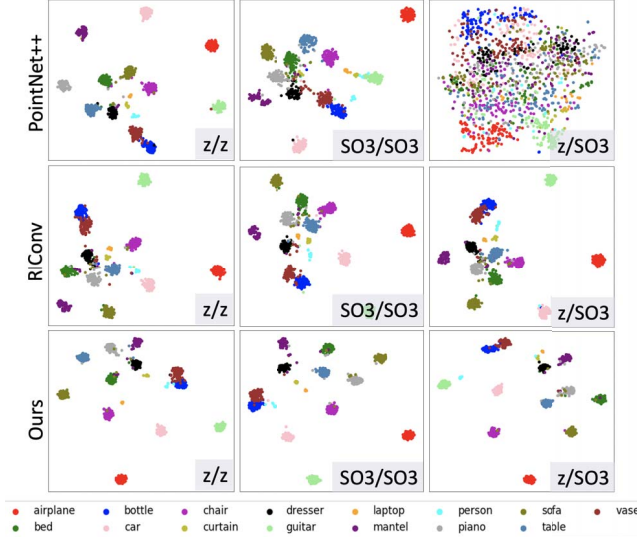 PointNet++
z/z
SO3/SO3
z/SO3
RIConv
z/z
SO3/SO3
z/SO3
Ours
z/z
SO3/SO3
z/SO3
airplane bottle chair dresser laptop person sofa vase
bed car curtain guitar mantel piano table